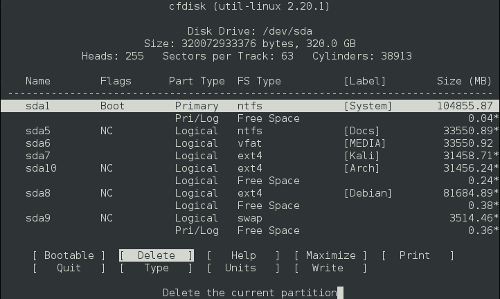 cfdisk (util-linux 2.20.1)
Disk Drive: /dev/sda
Size: 320072933376 bytes, 320.0 GB
Heads: 255 Sectors per Track: 63 Cylinders: 38913
Name Flags Part Type FS Type [Label] Size (MB)
sda1 Boot Primary ntfs [System] 104855.87
Pri/Log Free Space 0.04*
sda5 NC Logical ntfs [Docs] 33550.89*
sda6 Logical vfat [MEDIA] 33550.92
sda7 Logical ext4 [Kali] 31458.71*
sda10 NC Logical ext4 [Arch] 31456.24*
Logical Free Space 0.24*
sda8 NC Logical ext4 [Debian] 81684.89*
Logical Free Space 0.38*
sda9 NC Logical swap 3514.46*
Pri/Log Free Space 0.36*
[ Bootable ] [ Delete ] [ Help ] [ Maximize ] [ Print ]
[ Quit ] [ Type ] [ Units ] [ Write ]
Delete the current partition